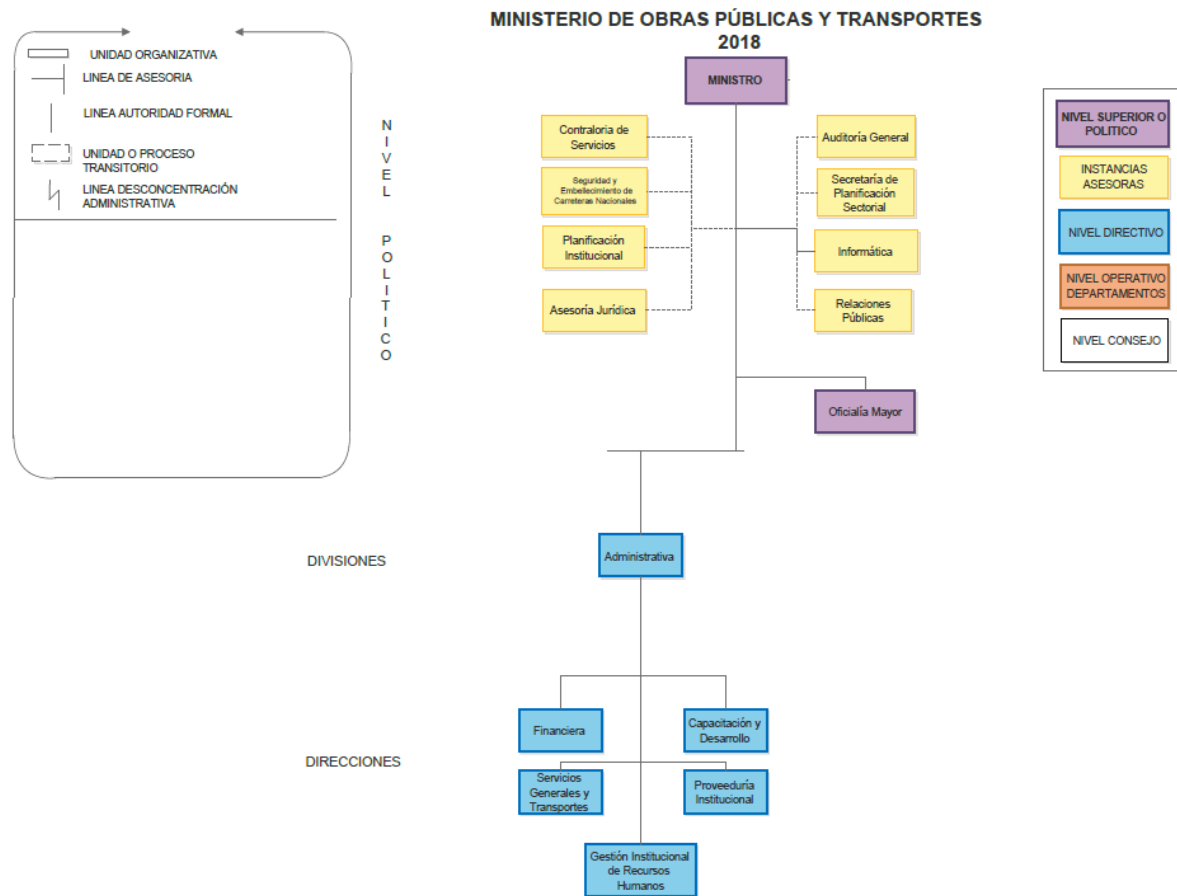 MINISTERIO DE OBRAS PÚBLICAS Y TRANSPORTES
2018
UNIDAD ORGANIZATIVA
LINEA DE ASESORIA
LINEA AUTORIDAD FORMAL
UNIDAD O PROCESO
TRANSITORIO
LINEA DESCONCENTRACIÓN
ADMINISTRATIVA
N
I
V
E
L
P
O
L
I
T
I
C
O
MINISTRO
Contraloria de
Servicios
Seguridad y
Embellecimiento de
Carreteras Nacionales
Planificación
Institucional
Asesoría Jurídica
Auditoría General
Secretaría de
Planificación
Sectorial
Informática
Relaciones
Públicas
Oficialía Mayor
NIVEL SUPERIOR O
POLITICO
INSTANCIAS
ASESORAS
NIVEL DIRECTIVO
NIVEL OPERATIVO
DEPARTAMENTOS
NIVEL CONSEJO
DIVISIONES
Administrativa
DIRECCIONES
Financiera
Capacitación y
Desarrollo
Servicios
Generales y
Transportes
Proveeduría
Institucional
Gestión Institucional
de Recursos
Humanos